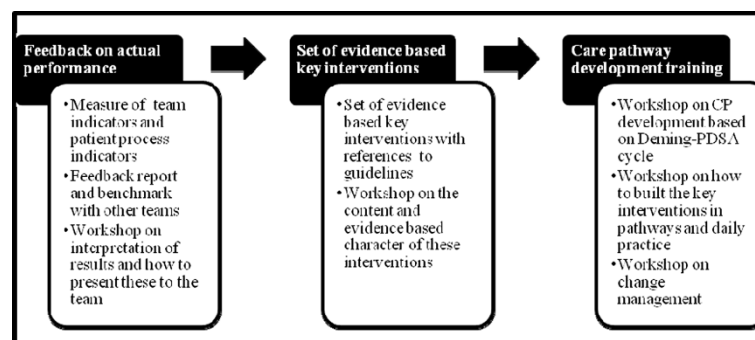 Feedback on actual
performance
• Measure of team
indicators and
patient process
indicators
• Feedback report
and benchmark
with other teams
• Workshop on
interpretation of
results and how to
present these to the
team
Set of evidence based
key interventions
• Set of evidence
based key
interventions with
references to
guidelines
• Workshop on the
content and
evidence based
character of these
interventions
Care pathway
development training
• Workshop on CP
development based
on Deming-PDSA
cycle
• Workshop on how
to built the key
interventions in
pathways and daily
practice
• Workshop on
change
management